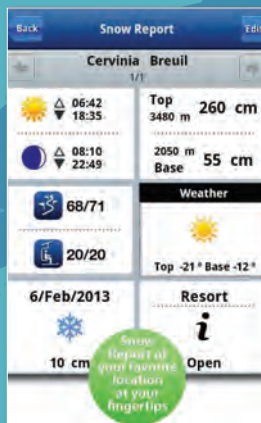 Back Snow Report Edit
Cervinia Breuil
1/1
△ 06:42
▼ 18:35
Top 260 cm
3480 m
△ 08:10
▼ 22:49
2050 m 55 cm
Base
68/71
Weather
20/20
Top -21° Base -12°
6/Feb/2013
Resort
i
10 cm
Open
Snow
Report of
your favorite
location
at your
fingertips